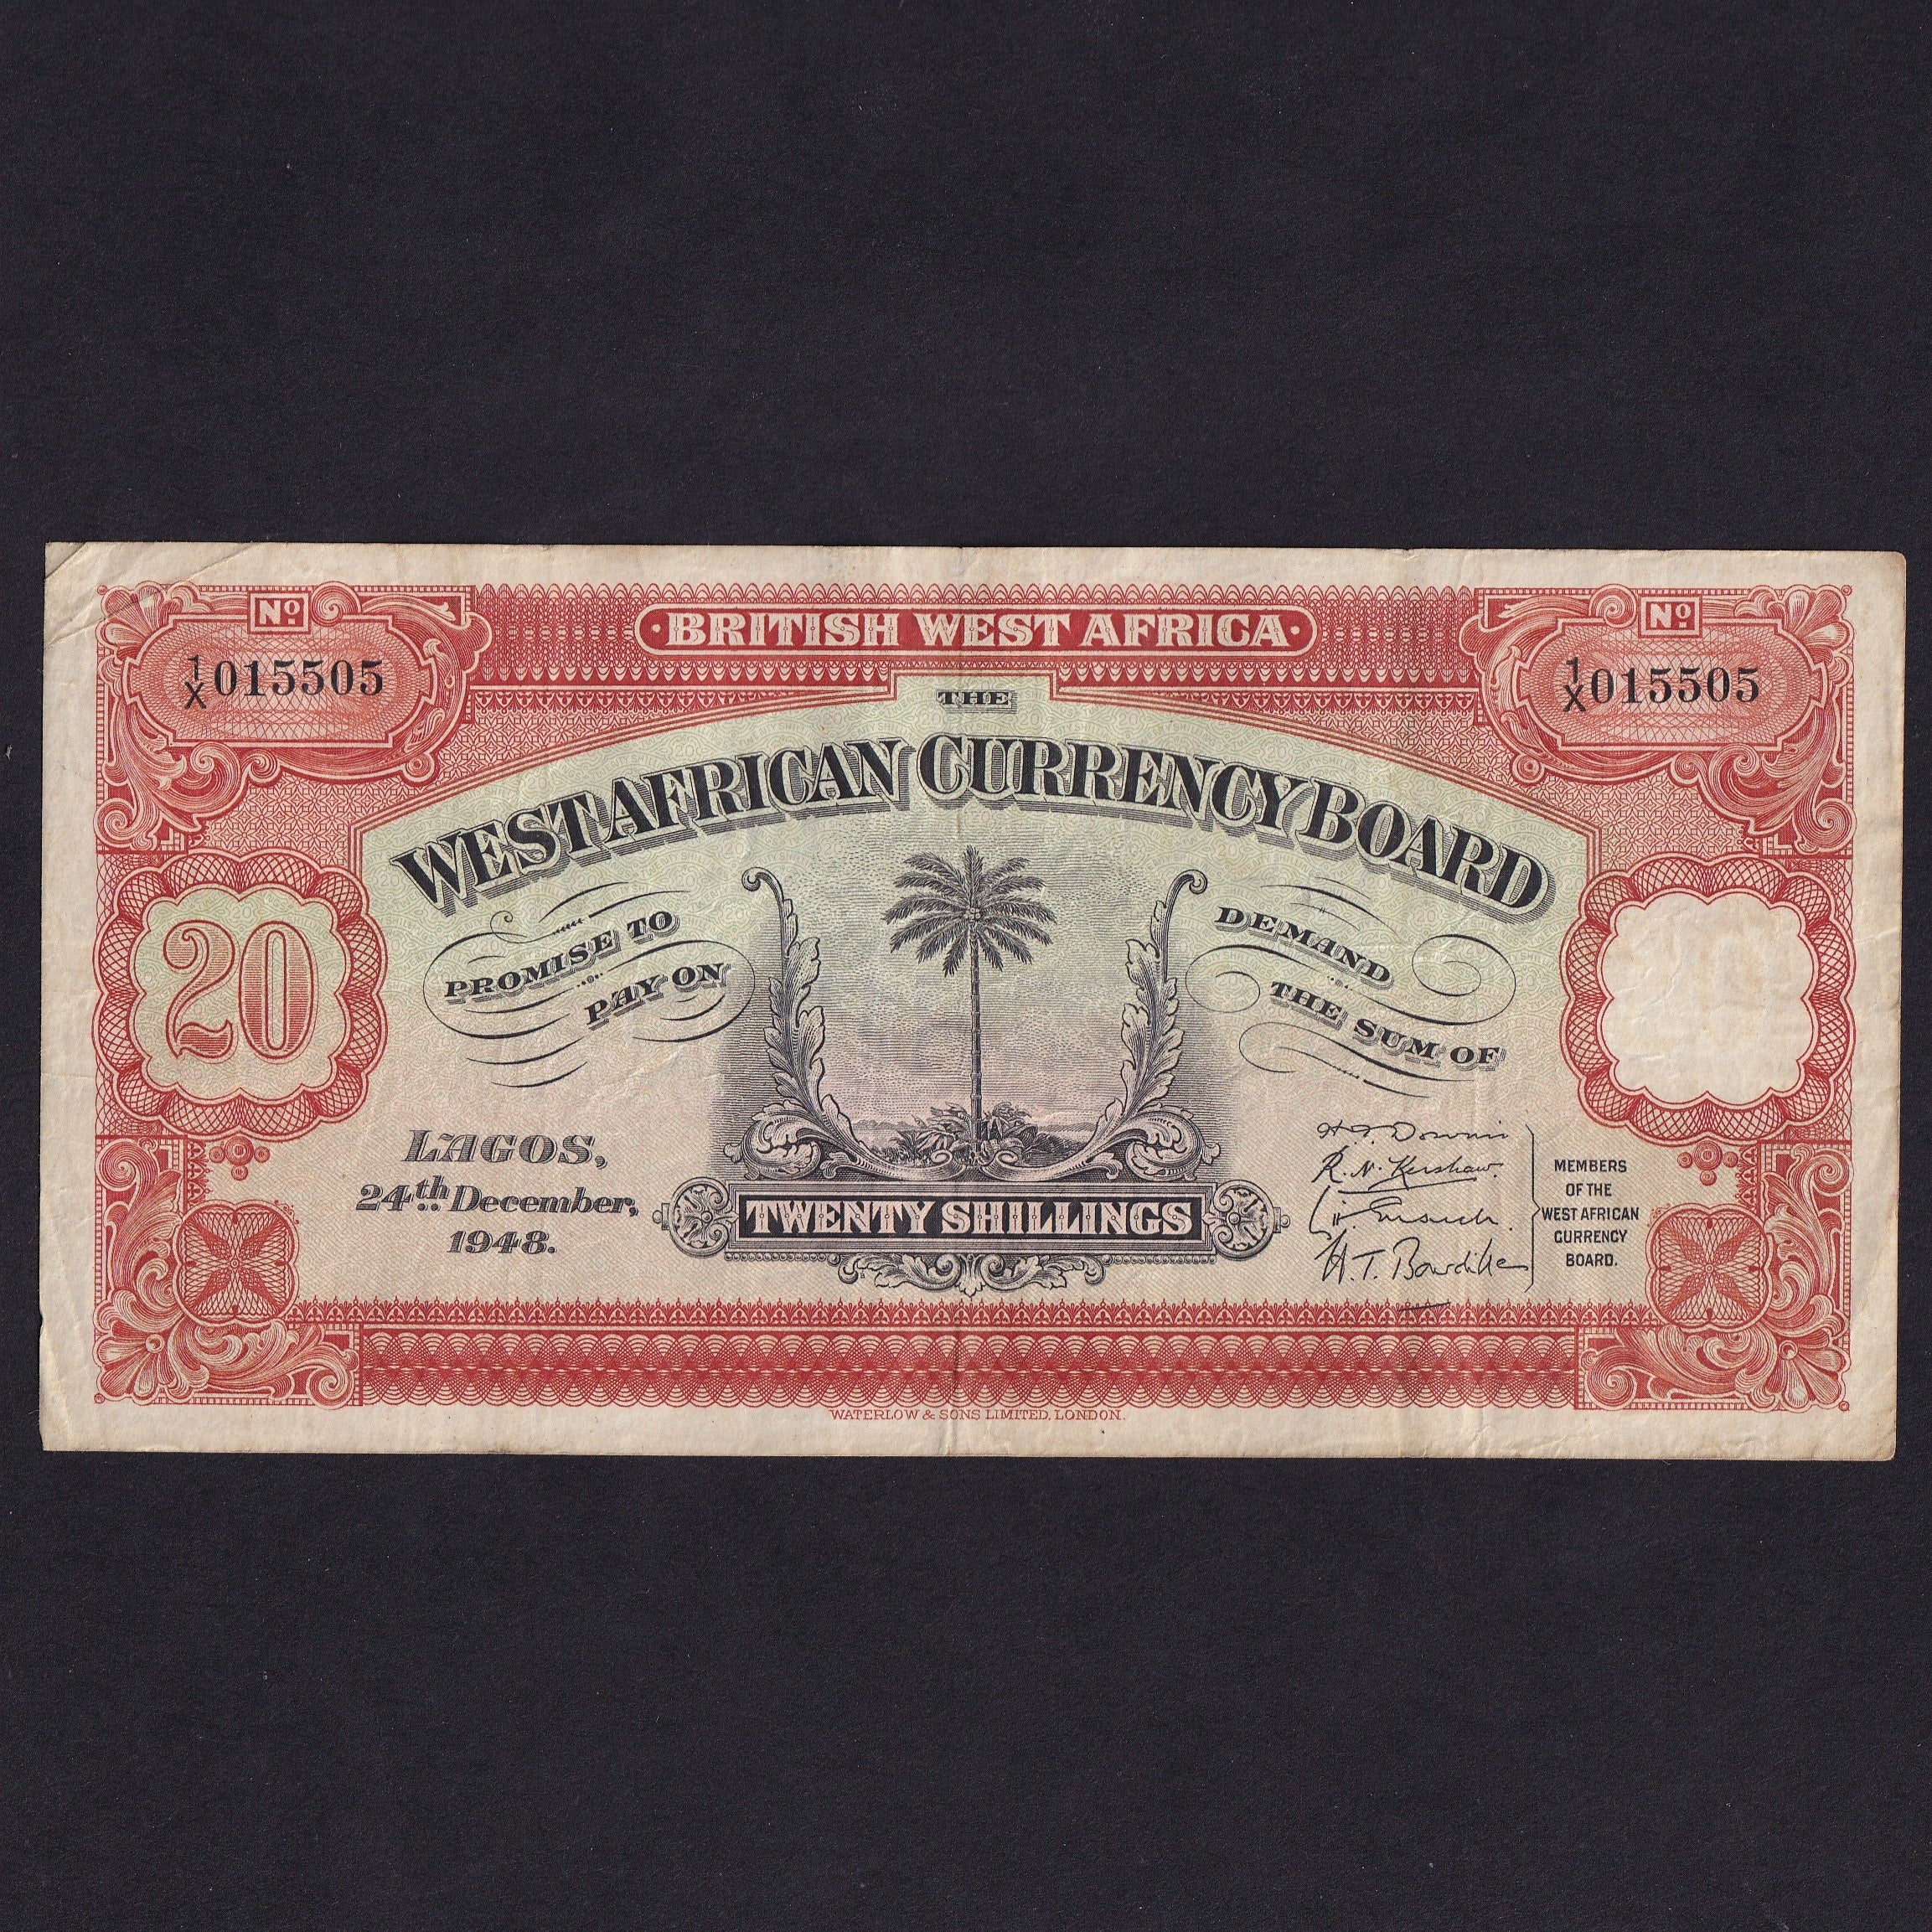 Nº
1/X 015505
BRITISH WEST AFRICA
Nº
1/X 015505
THE
WEST AFRICAN CURRENCY BOARD
PROMISE TO
PAY ON
DEMAND
THE SUM OF
20
LAGOS,
24th December,
1948.
TWENTY SHILLINGS
R. N. Kershaw
MEMBERS
OF THE
WEST AFRICAN
CURRENCY
BOARD.
WATERLOW & SONS LIMITED, LONDON.